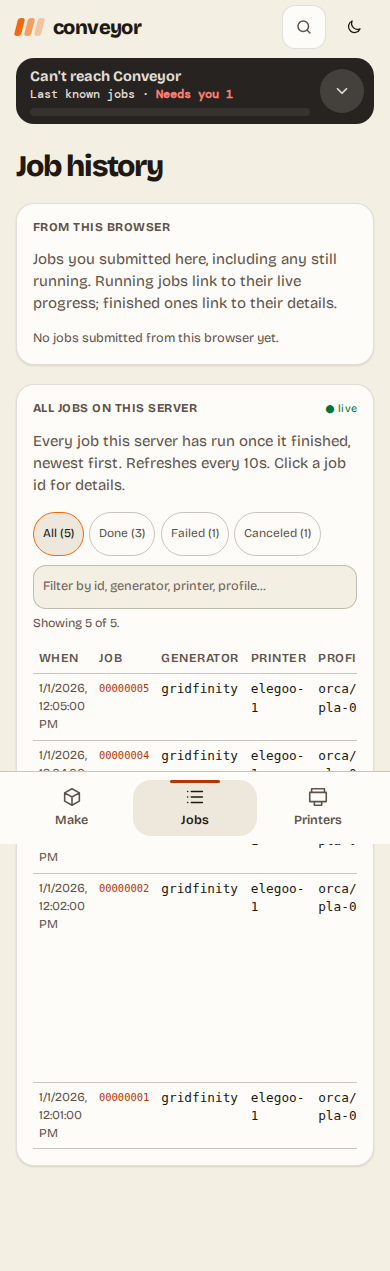 conveyor
Can't reach Conveyor
Last known jobs · Needs you 1
Job history
FROM THIS BROWSER
Jobs you submitted here, including any still
running. Running jobs link to their live
progress; finished ones link to their details.
No jobs submitted from this browser yet.
ALL JOBS ON THIS SERVER
live
Every job this server has run once it finished,
newest first. Refreshes every 10s. Click a job
id for details.
All (5) Done (3) Failed (1) Canceled (1)
Filter by id, generator, printer, profile...
Showing 5 of 5.
WHEN JOB GENERATOR PRINTER PROFI
1/1/2026, 00000005 gridfinity elegoo- orca/
12:05:00 1 pla-0
PM
1/1/2026, 00000004 gridfinity elegoo- orca/
Make Jobs Printers
PM
1/1/2026, 00000002 gridfinity elegoo- orca/
12:02:00 1 pla-0
PM
1/1/2026, 00000001 gridfinity elegoo- orca/
12:01:00 1 pla-0
PM